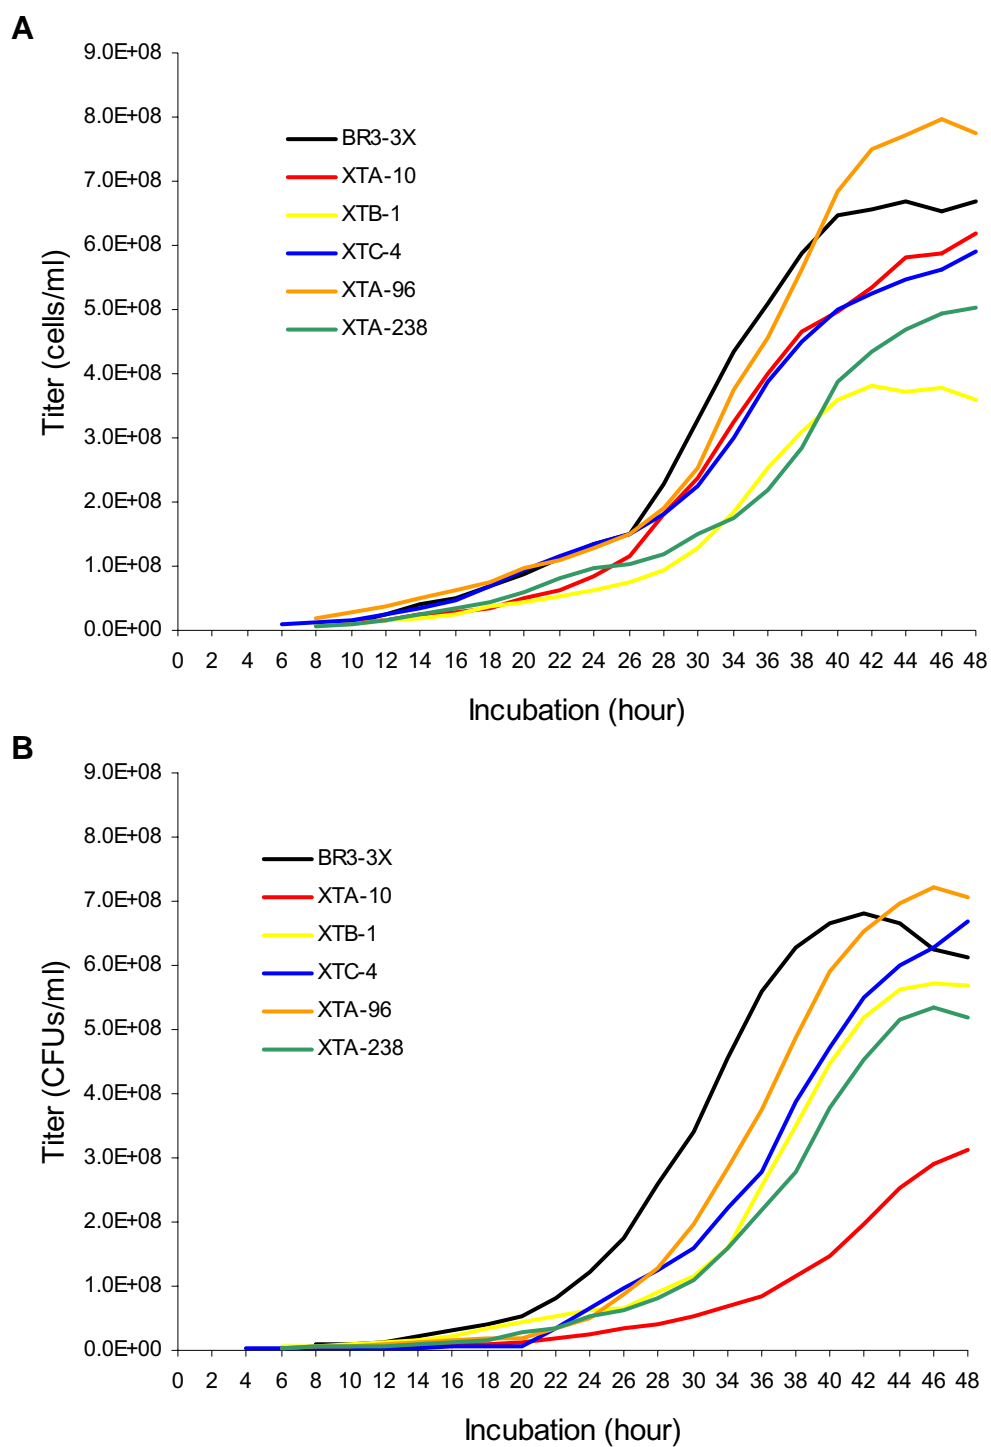 A
9.0E+08
8.0E+08
7.0E+08
6.0E+08
5.0E+08
4.0E+08
3.0E+08
2.0E+08
1.0E+08
0.0E+00
Titer (cells/ml)
BR3-3X
XTA-10
XTB-1
XTC-4
XTA-96
XTA-238
0 2 4 6 8 10 12 14 16 18 20 22 24 26 28 30 34 36 38 40 42 44 46 48
Incubation (hour)
B
9.0E+08
8.0E+08
7.0E+08
6.0E+08
5.0E+08
4.0E+08
3.0E+08
2.0E+08
1.0E+08
0.0E+00
Titer (CFUs/ml)
BR3-3X
XTA-10
XTB-1
XTC-4
XTA-96
XTA-238
0 2 4 6 8 10 12 14 16 18 20 22 24 26 28 30 34 36 38 40 42 44 46 48
Incubation (hour)